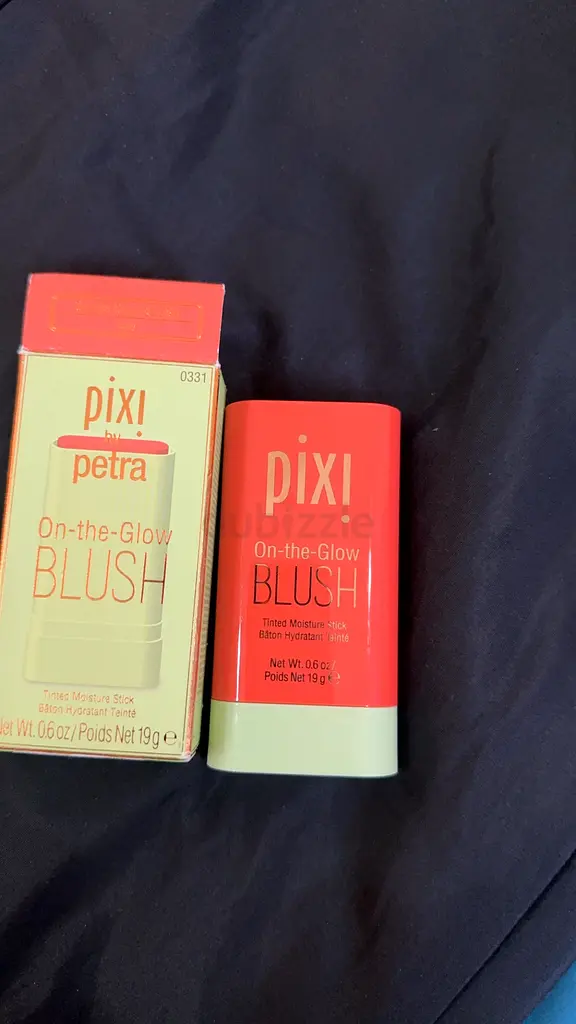 0331
pixi
by
petra
On-the-Glow
BLUSH
Tinted Moisture Stick
Bâton Hydratant Teinté
Net Wt. 0.6 oz / Poids Net 19 g ℮
pixi
On-the-Glow
BLUSH
Tinted Moisture Stick
Bâton Hydratant Teinté
Net Wt. 0.6 oz /
Poids Net 19 g ℮
dubizzle